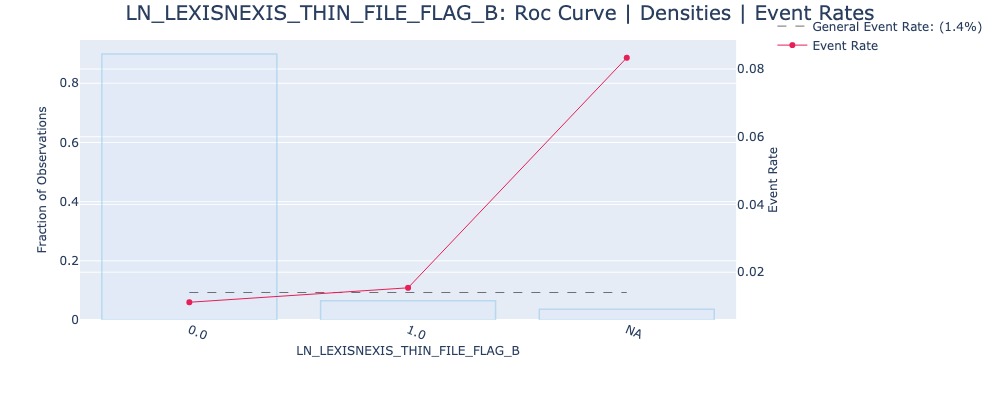 LN_LEXISNEXIS_THIN_FILE_FLAG_B: Roc Curve | Densities | Event Rates
General Event Rate: (1.4%)
Event Rate
0.8
0.6
0.4
0.2
0
Fraction of Observations
0.08
0.06
0.04
0.02
Event Rate
0.0
1.0
NA
LN_LEXISNEXIS_THIN_FILE_FLAG_B